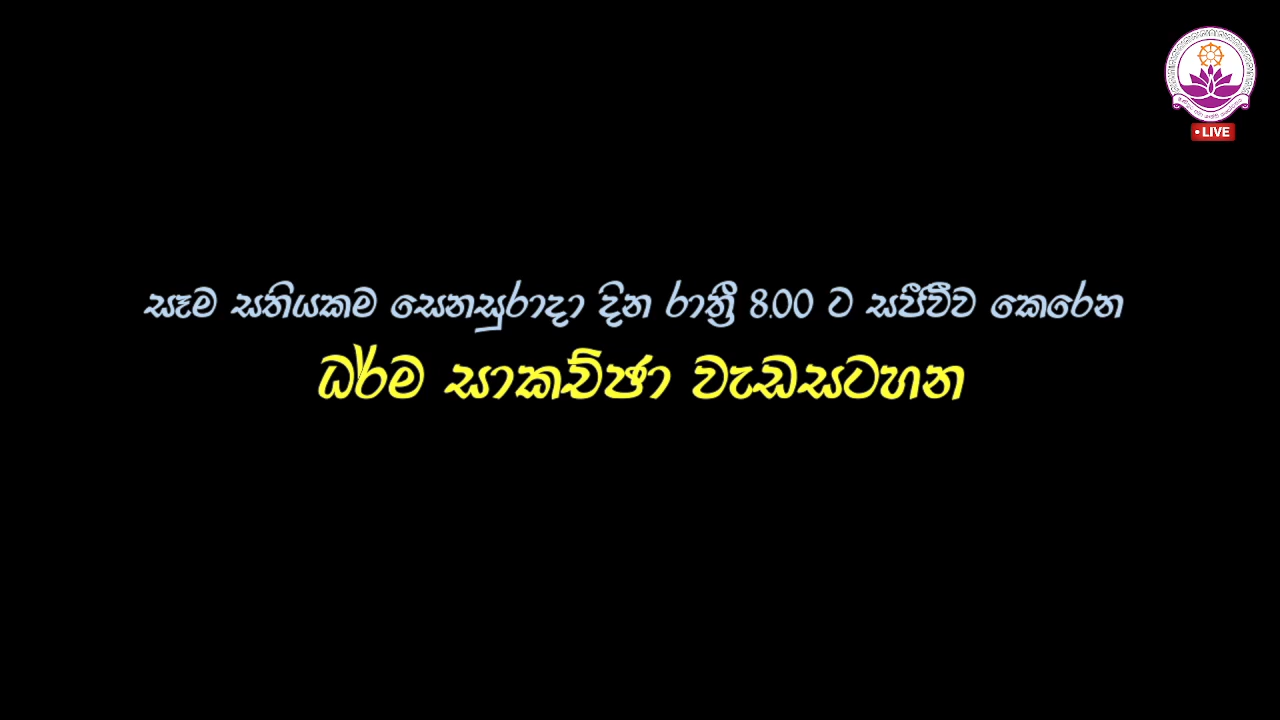 • LIVE
සෑම සතියකම සෙනසුරාදා දින රාත්‍රී 8.00 ට සජීවීව කෙරෙන
ධර්ම සාකච්ඡා වැඩසටහන